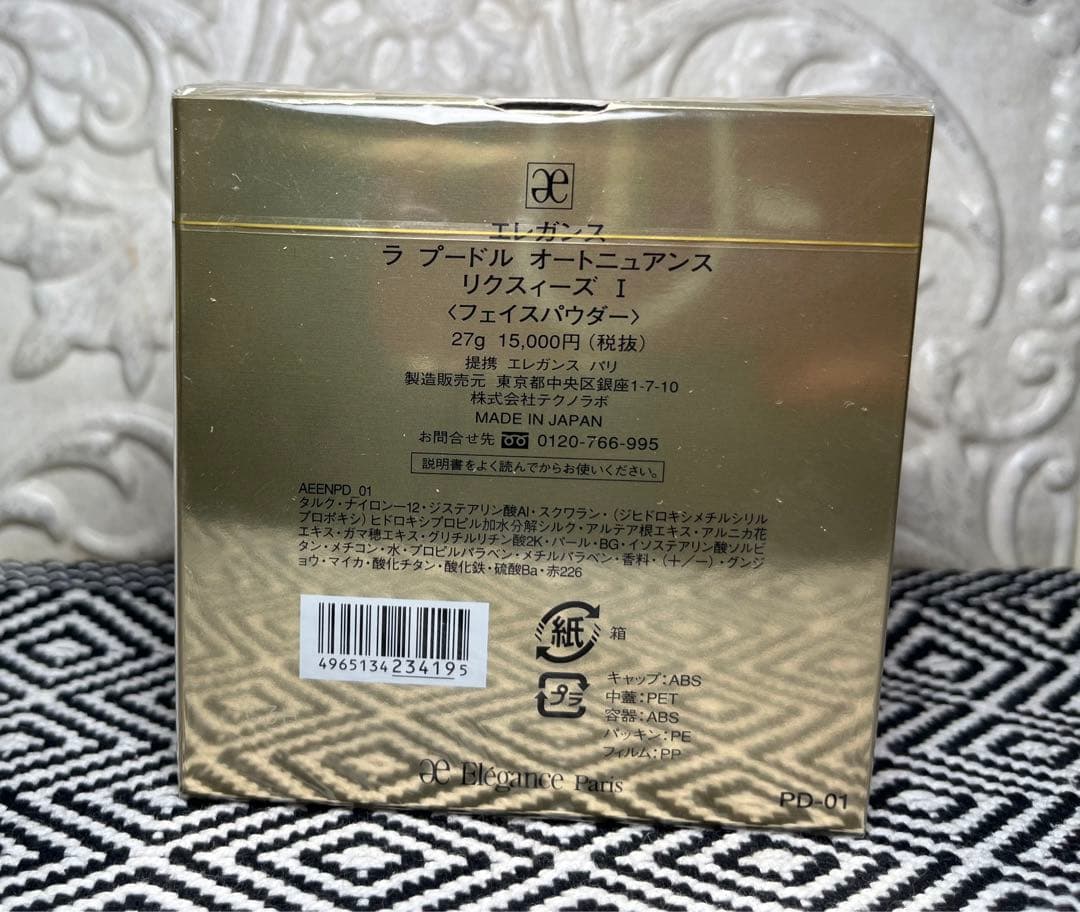 æ
エレガンス
ラ プードル オートニュアンス
リクスィーズ Ⅰ
〈フェイスパウダー〉
27g 15,000円(税抜)
提携 エレガンス パリ
製造販売元 東京都中央区銀座1-7-10
株式会社テクノラボ
MADE IN JAPAN
お問合せ先 0120-766-995
説明書をよく読んでからお使いください。
AEENPD 01
タルク・ナイロン-12・ジステアリン酸Al・スクワラン・(ジヒドロキシメチルシリル
プロポキシ)ヒドロキシプロピル加水分解シルク・アルテア根エキス・アルニカ花
エキス・ガマ穂エキス・グリチルリチン酸2K・パール・BG・イソステアリン酸ソルビ
タン・メチコン・水・プロピルパラベン・メチルパラベン・香料・(+/-)・グンジ
ョウ・マイカ・酸化チタン・酸化鉄・硫酸Ba・赤226
4965134234195
紙 箱
プラ
キャップ:ABS
中蓋:PET
容器:ABS
パッキン:PE
フィルム:PP
æ Elégance Paris
PD-01